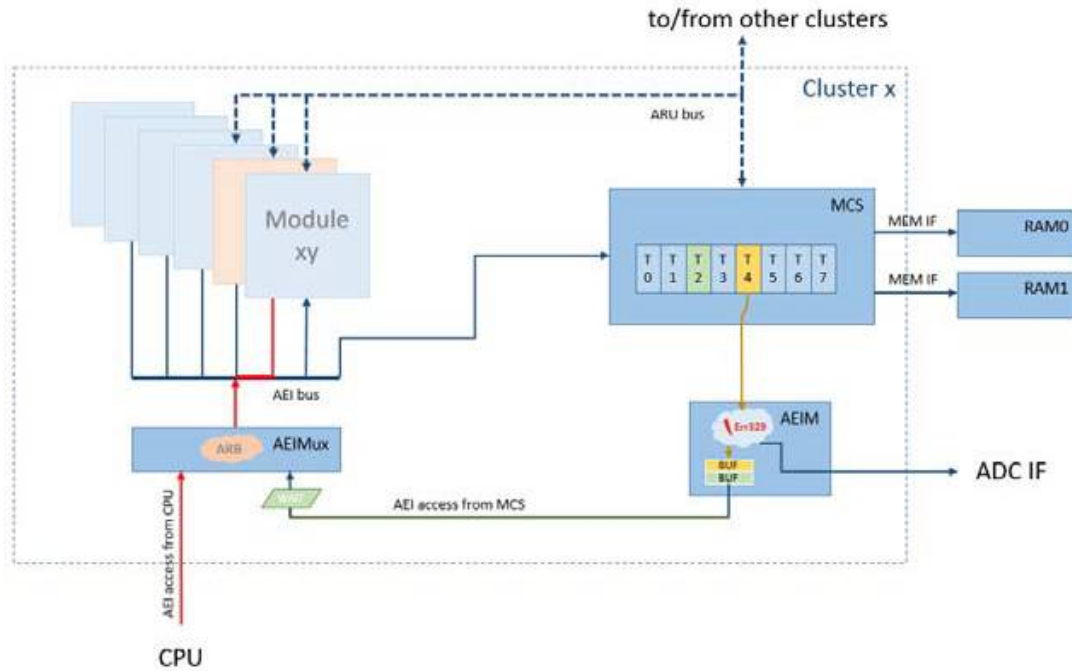 to/from other clusters
Cluster x
ARU bus
Module
xy
MCS
T T T T T T T T
0 1 2 3 4 5 6 7
MEM IF
RAM0
MEM IF
RAM1
AEI bus
AEIM
Err329
BUF
BUF
AEIMux
ARB
ADC IF
WAIT
AEI access from MCS
AEI access from CPU
CPU